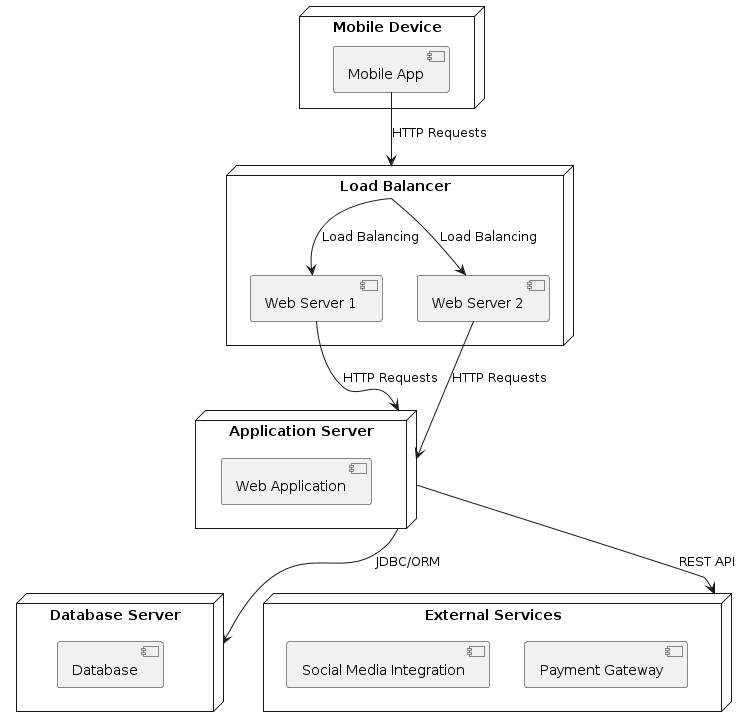 Mobile Device
Mobile App
HTTP Requests
Load Balancer
Load Balancing
Load Balancing
Web Server 1
Web Server 2
HTTP Requests
HTTP Requests
Application Server
Web Application
JDBC/ORM
REST API
Database Server
Database
External Services
Social Media Integration
Payment Gateway